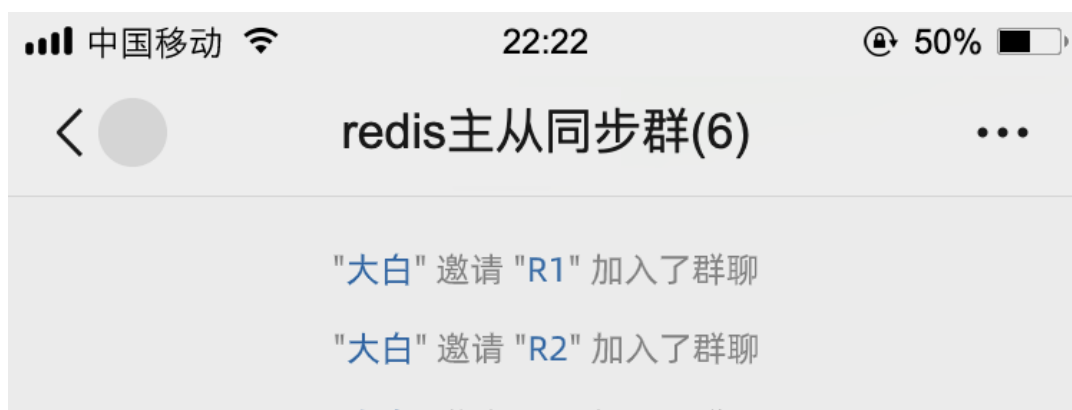 中国移动 22:22 50%
redis主从同步群(6)
"大白" 邀请 "R1" 加入了群聊
"大白" 邀请 "R2" 加入了群聊